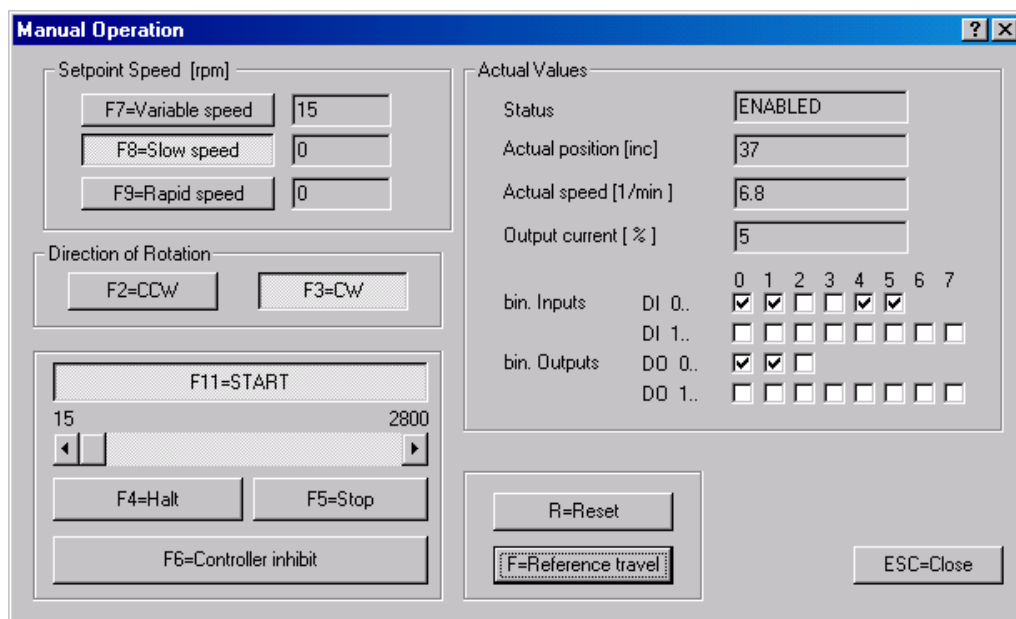 Manual Operation
Setpoint Speed [rpm]
F7=Variable speed 15
F8=Slow speed 0
F9=Rapid speed 0
Direction of Rotation
F2=CCW F3=CW
F11=START
15 2800
F4=Halt F5=Stop
F6=Controller inhibit
Actual Values
Status ENABLED
Actual position [inc] 37
Actual speed [1/min ] 6.8
Output current [ % ] 5
0 1 2 3 4 5 6 7
bin. Inputs DI 0..
DI 1..
bin. Outputs DO 0..
DO 1..
R=Reset
F=Reference travel
ESC=Close